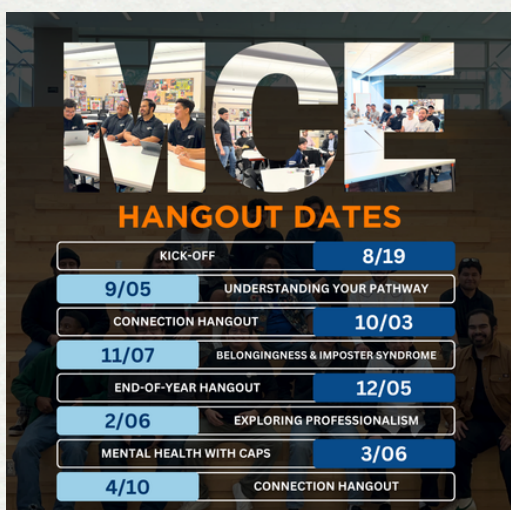 MCE
HANGOUT DATES
KICK-OFF 8/19
9/05 UNDERSTANDING YOUR PATHWAY
CONNECTION HANGOUT 10/03
11/07 BELONGINGNESS & IMPOSTER SYNDROME
END-OF-YEAR HANGOUT 12/05
2/06 EXPLORING PROFESSIONALISM
MENTAL HEALTH WITH CAPS 3/06
4/10 CONNECTION HANGOUT